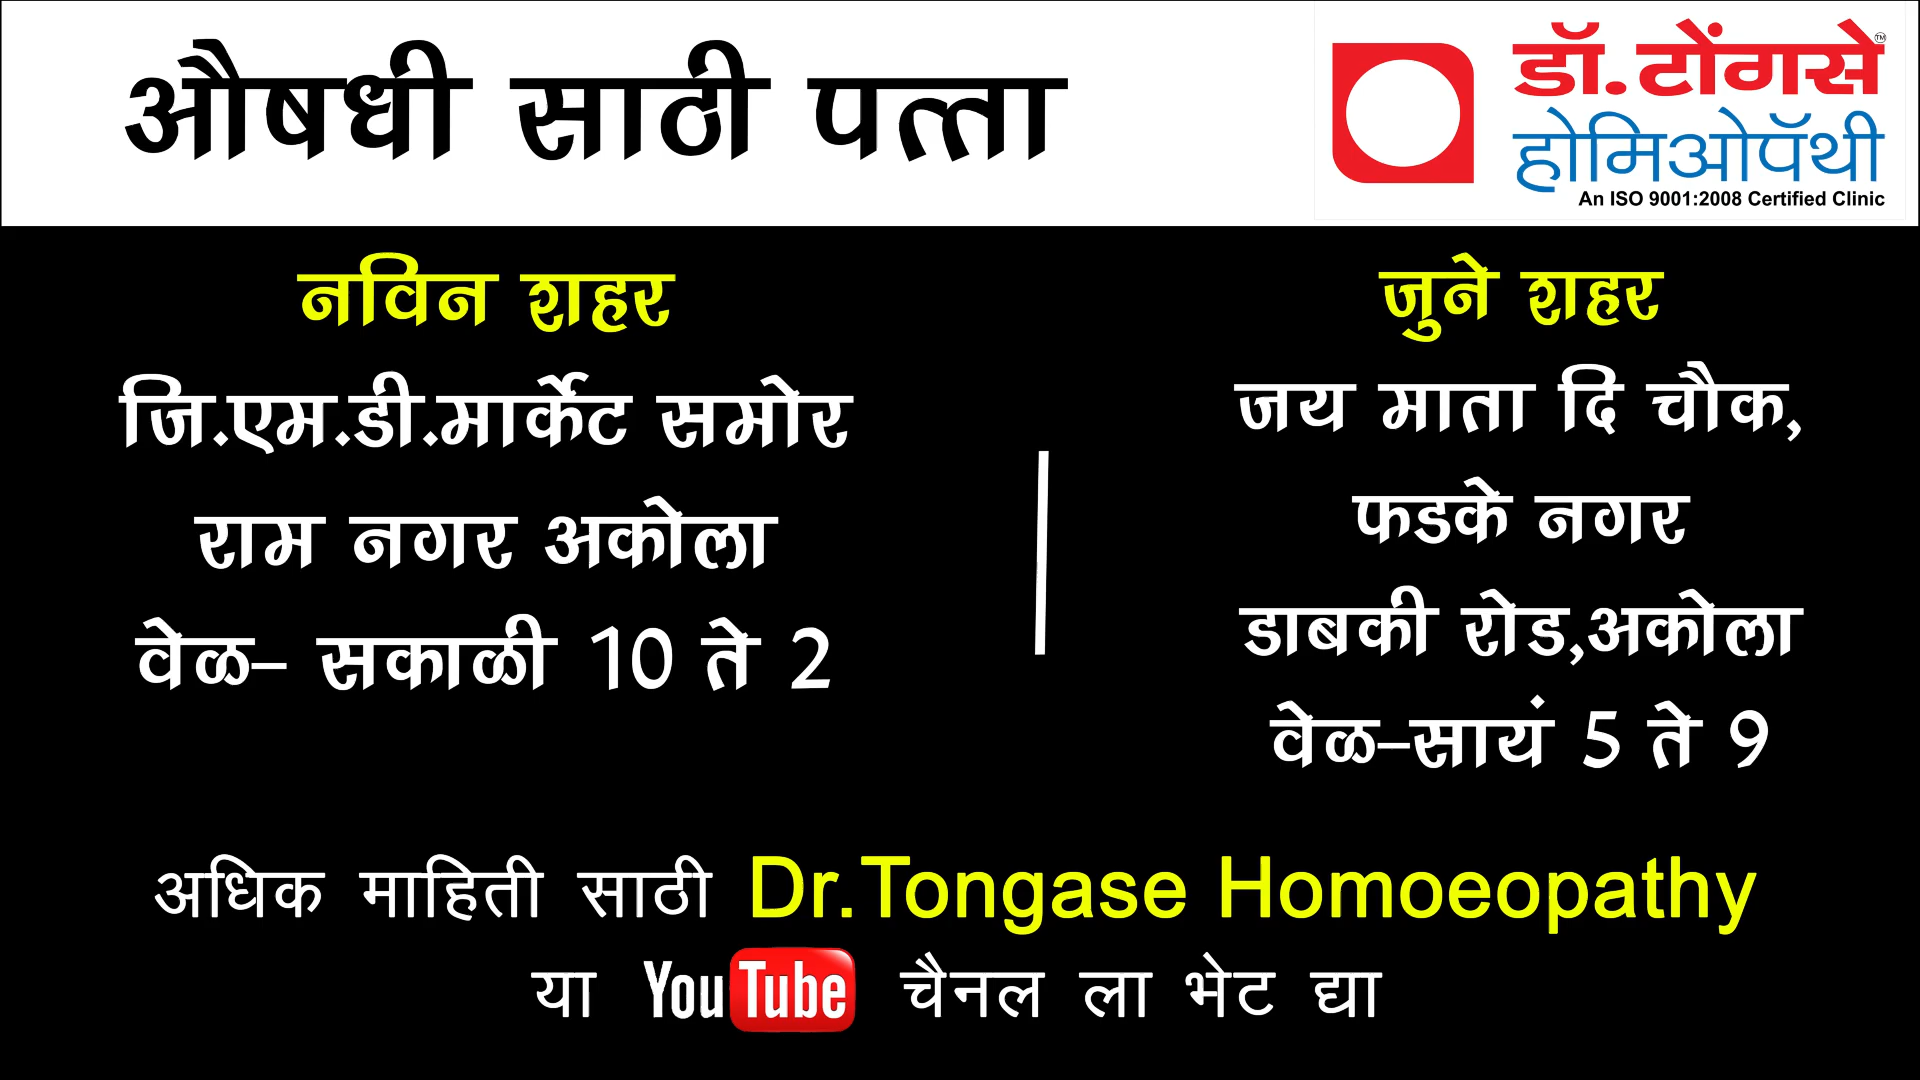 औषधी साठी पत्ता
डॉ.टोंगसे™
होमिओपॅथी
An ISO 9001:2008 Certified Clinic
नविन शहर
जि.एम.डी.मार्केट समोर
राम नगर अकोला
वेळ– सकाळी 10 ते 2
जुने शहर
जय माता दि चौक,
फडके नगर
डाबकी रोड,अकोला
वेळ–सायं 5 ते 9
अधिक माहिती साठी Dr.Tongase Homoeopathy
या YouTube चैनल ला भेट द्या